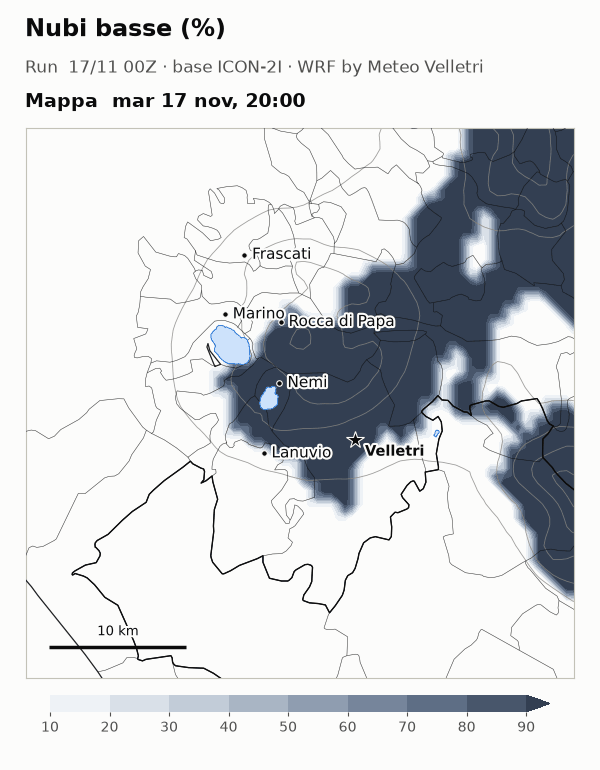 Nubi basse (%)
Run  17/11 00Z · base ICON-2I · WRF by Meteo Velletri
Mappa  mar 17 nov, 20:00
Frascati
Marino
Rocca di Papa
Nemi
Velletri
Lanuvio
10 km
10 20 30 40 50 60 70 80 90